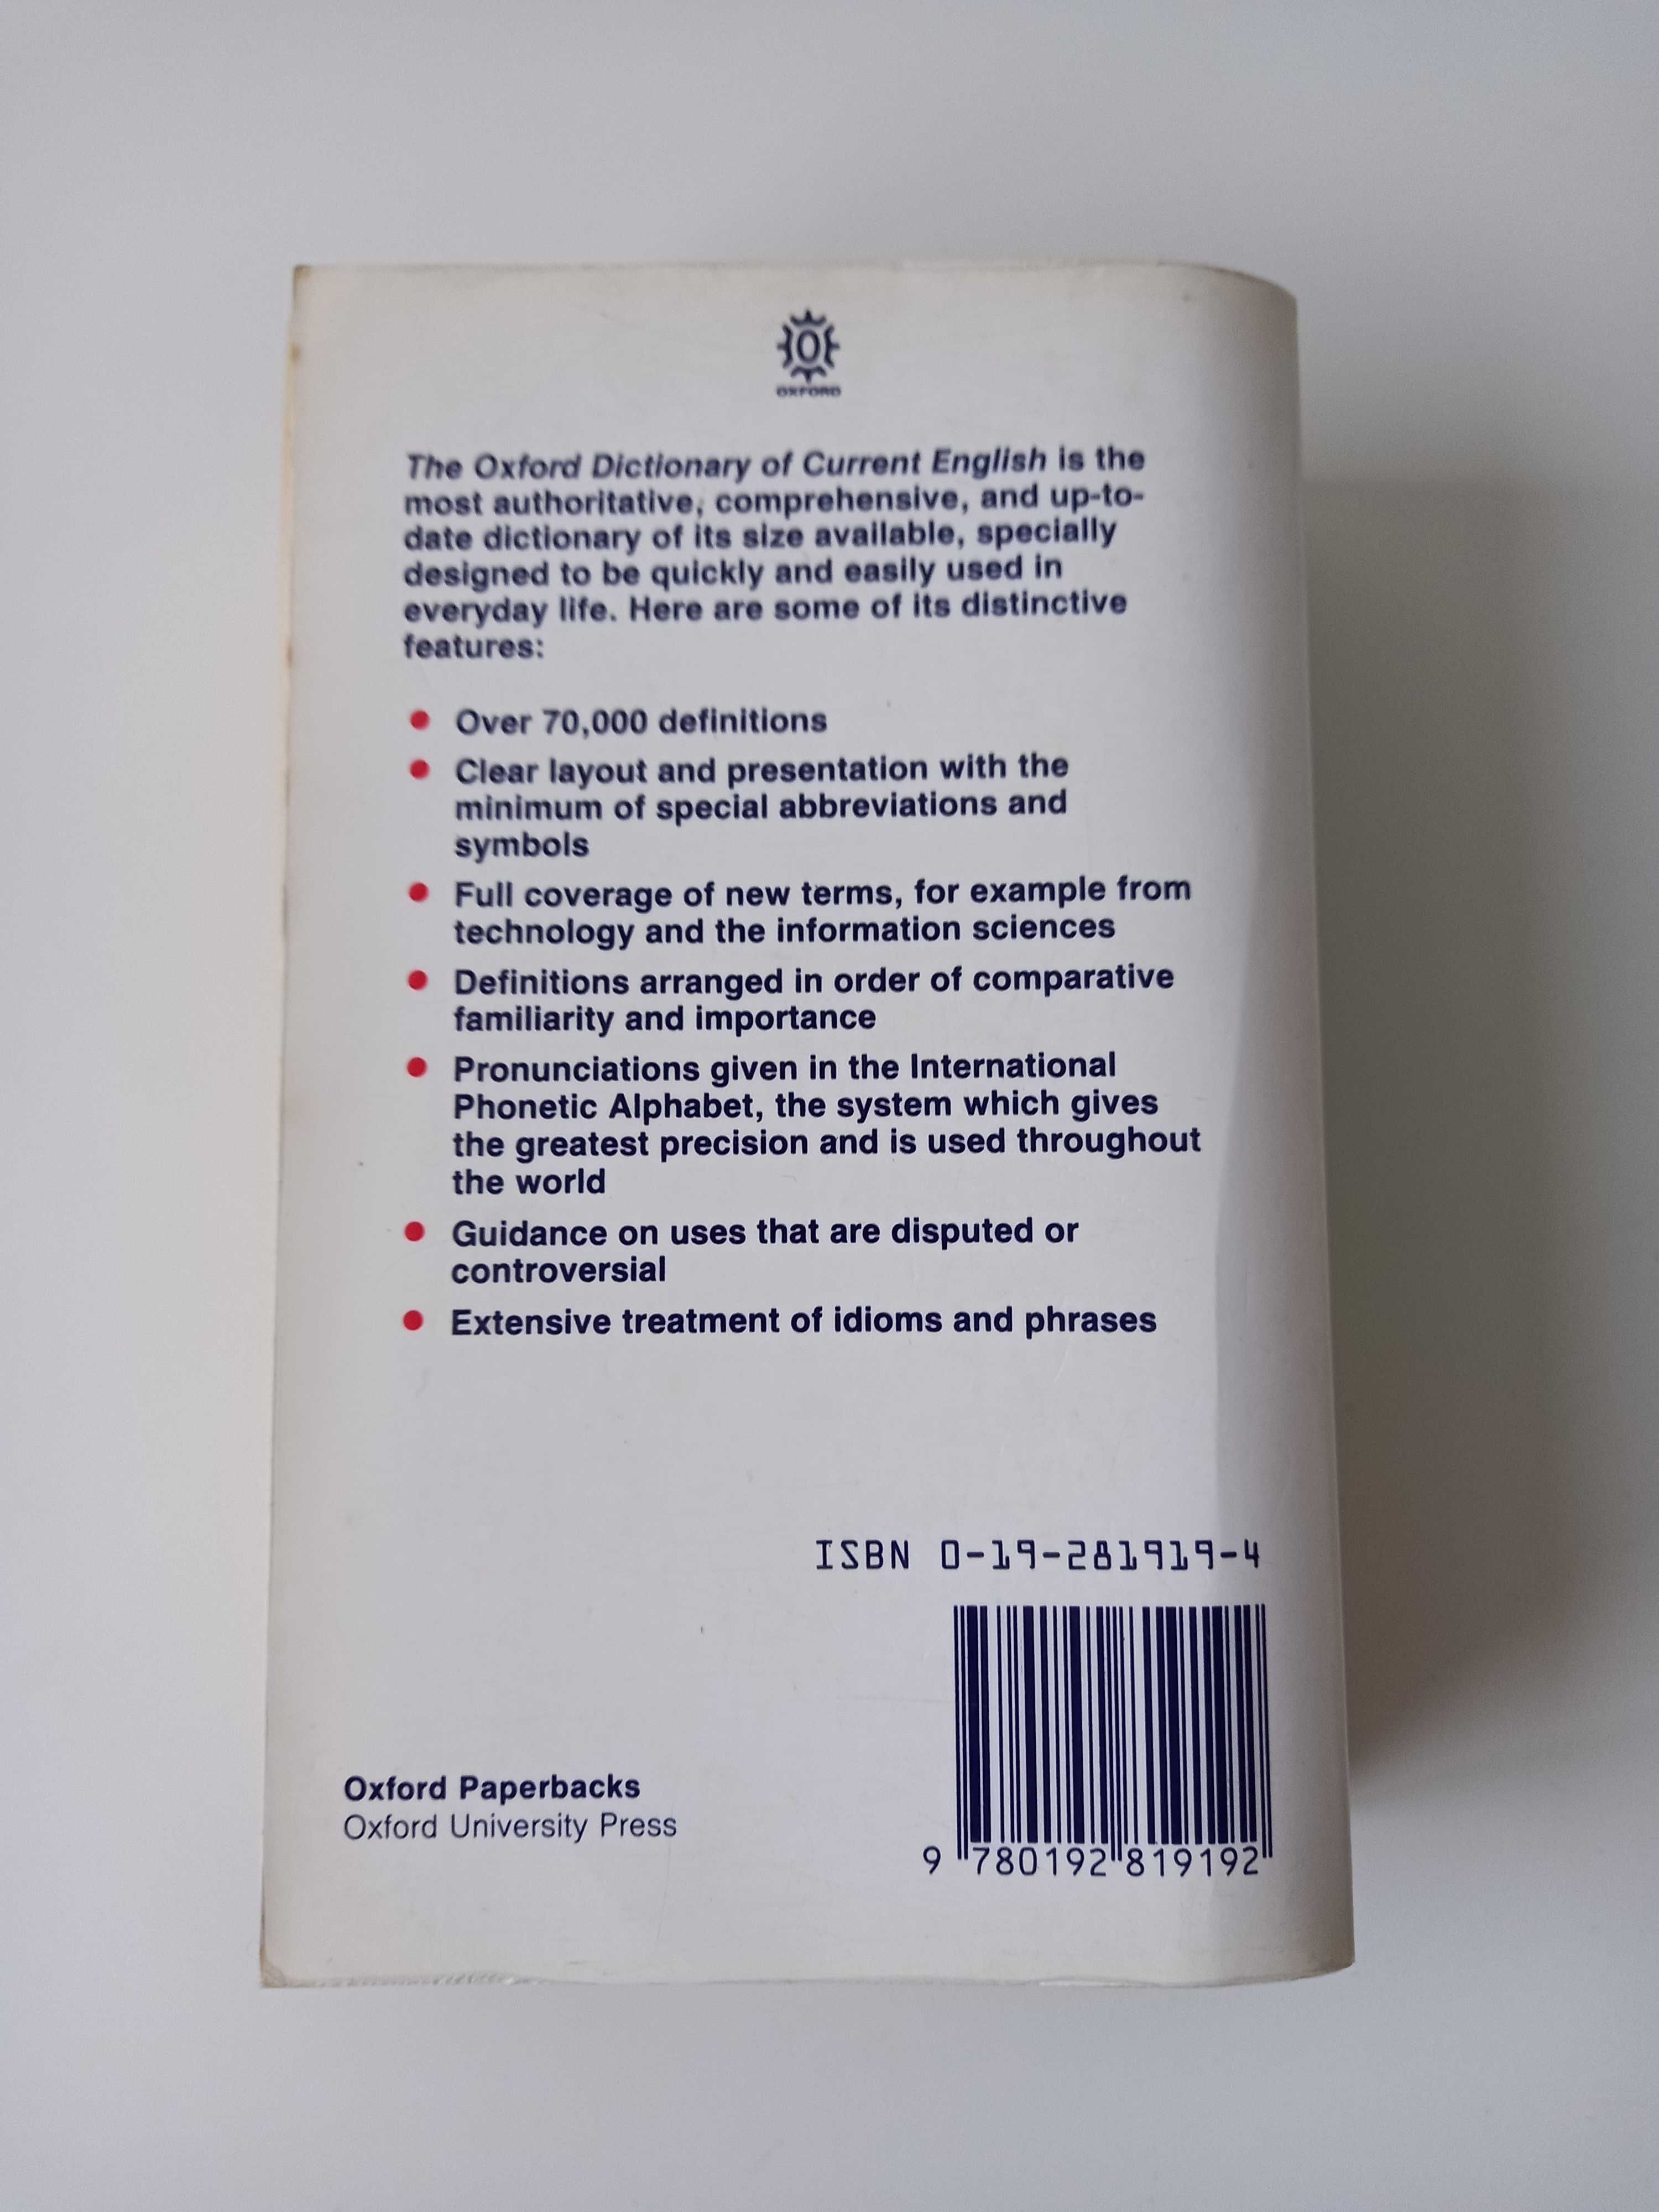 O
OXFORD
The Oxford Dictionary of Current English is the
most authoritative, comprehensive, and up-to-
date dictionary of its size available, specially
designed to be quickly and easily used in
everyday life. Here are some of its distinctive
features:
• Over 70,000 definitions
• Clear layout and presentation with the
minimum of special abbreviations and
symbols
• Full coverage of new terms, for example from
technology and the information sciences
• Definitions arranged in order of comparative
familiarity and importance
• Pronunciations given in the International
Phonetic Alphabet, the system which gives
the greatest precision and is used throughout
the world
• Guidance on uses that are disputed or
controversial
• Extensive treatment of idioms and phrases
ISBN 0-19-281919-4
Oxford Paperbacks
Oxford University Press
9 780192 819192